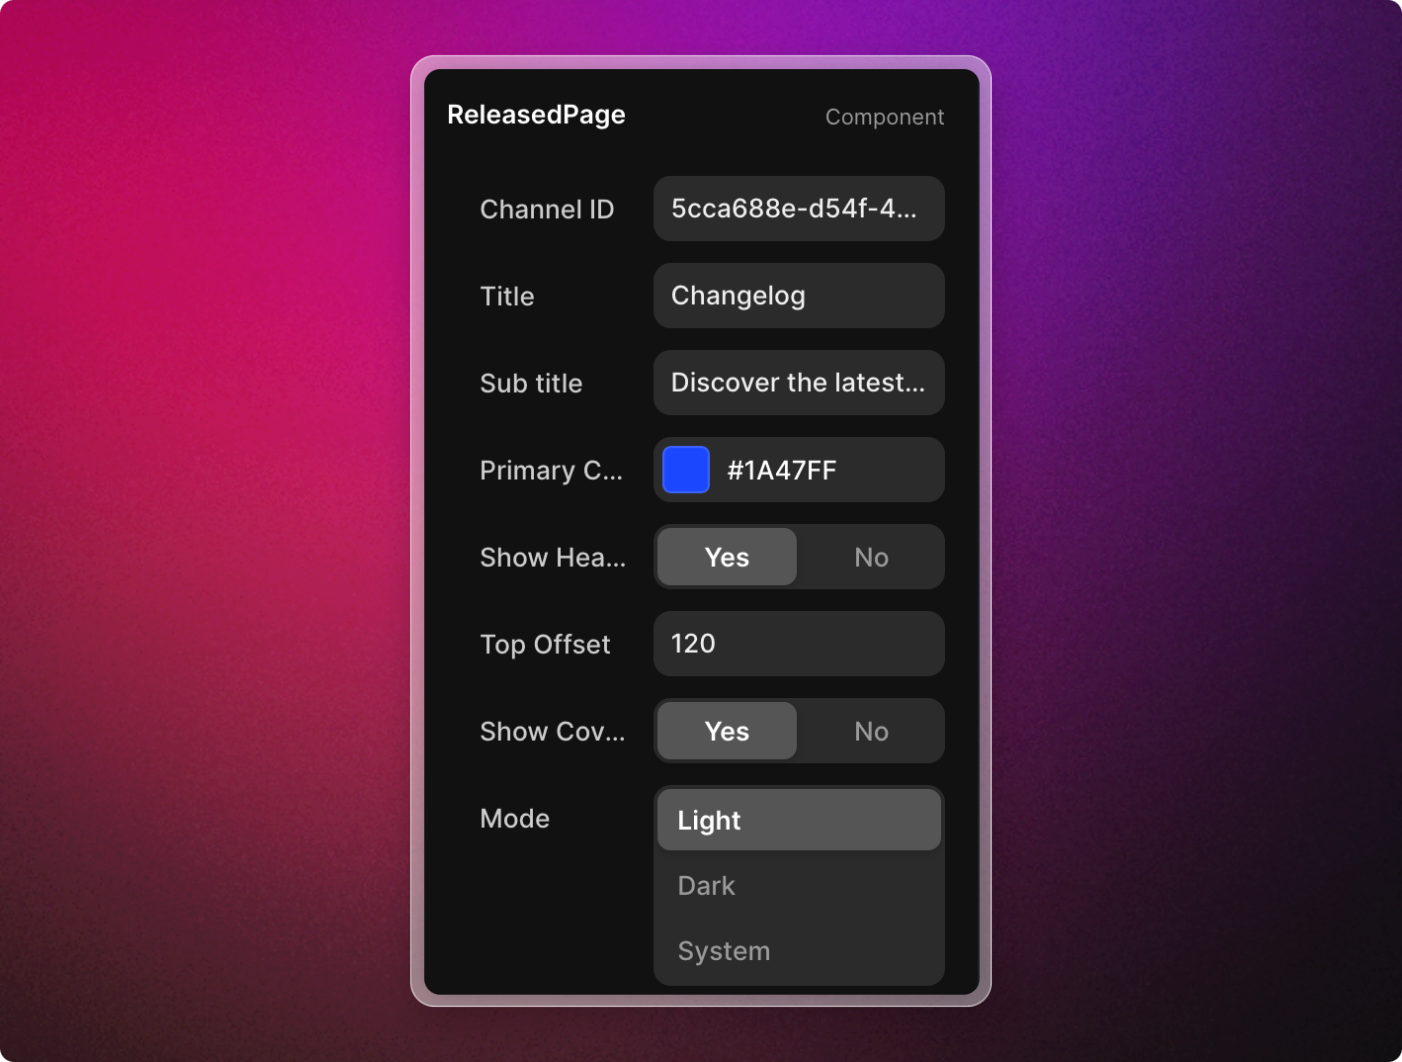 ReleasedPage Component
Channel ID 5cca688e-d54f-4...
Title Changelog
Sub title Discover the latest...
Primary C... #1A47FF
Show Hea... Yes No
Top Offset 120
Show Cov... Yes No
Mode Light
Dark
System